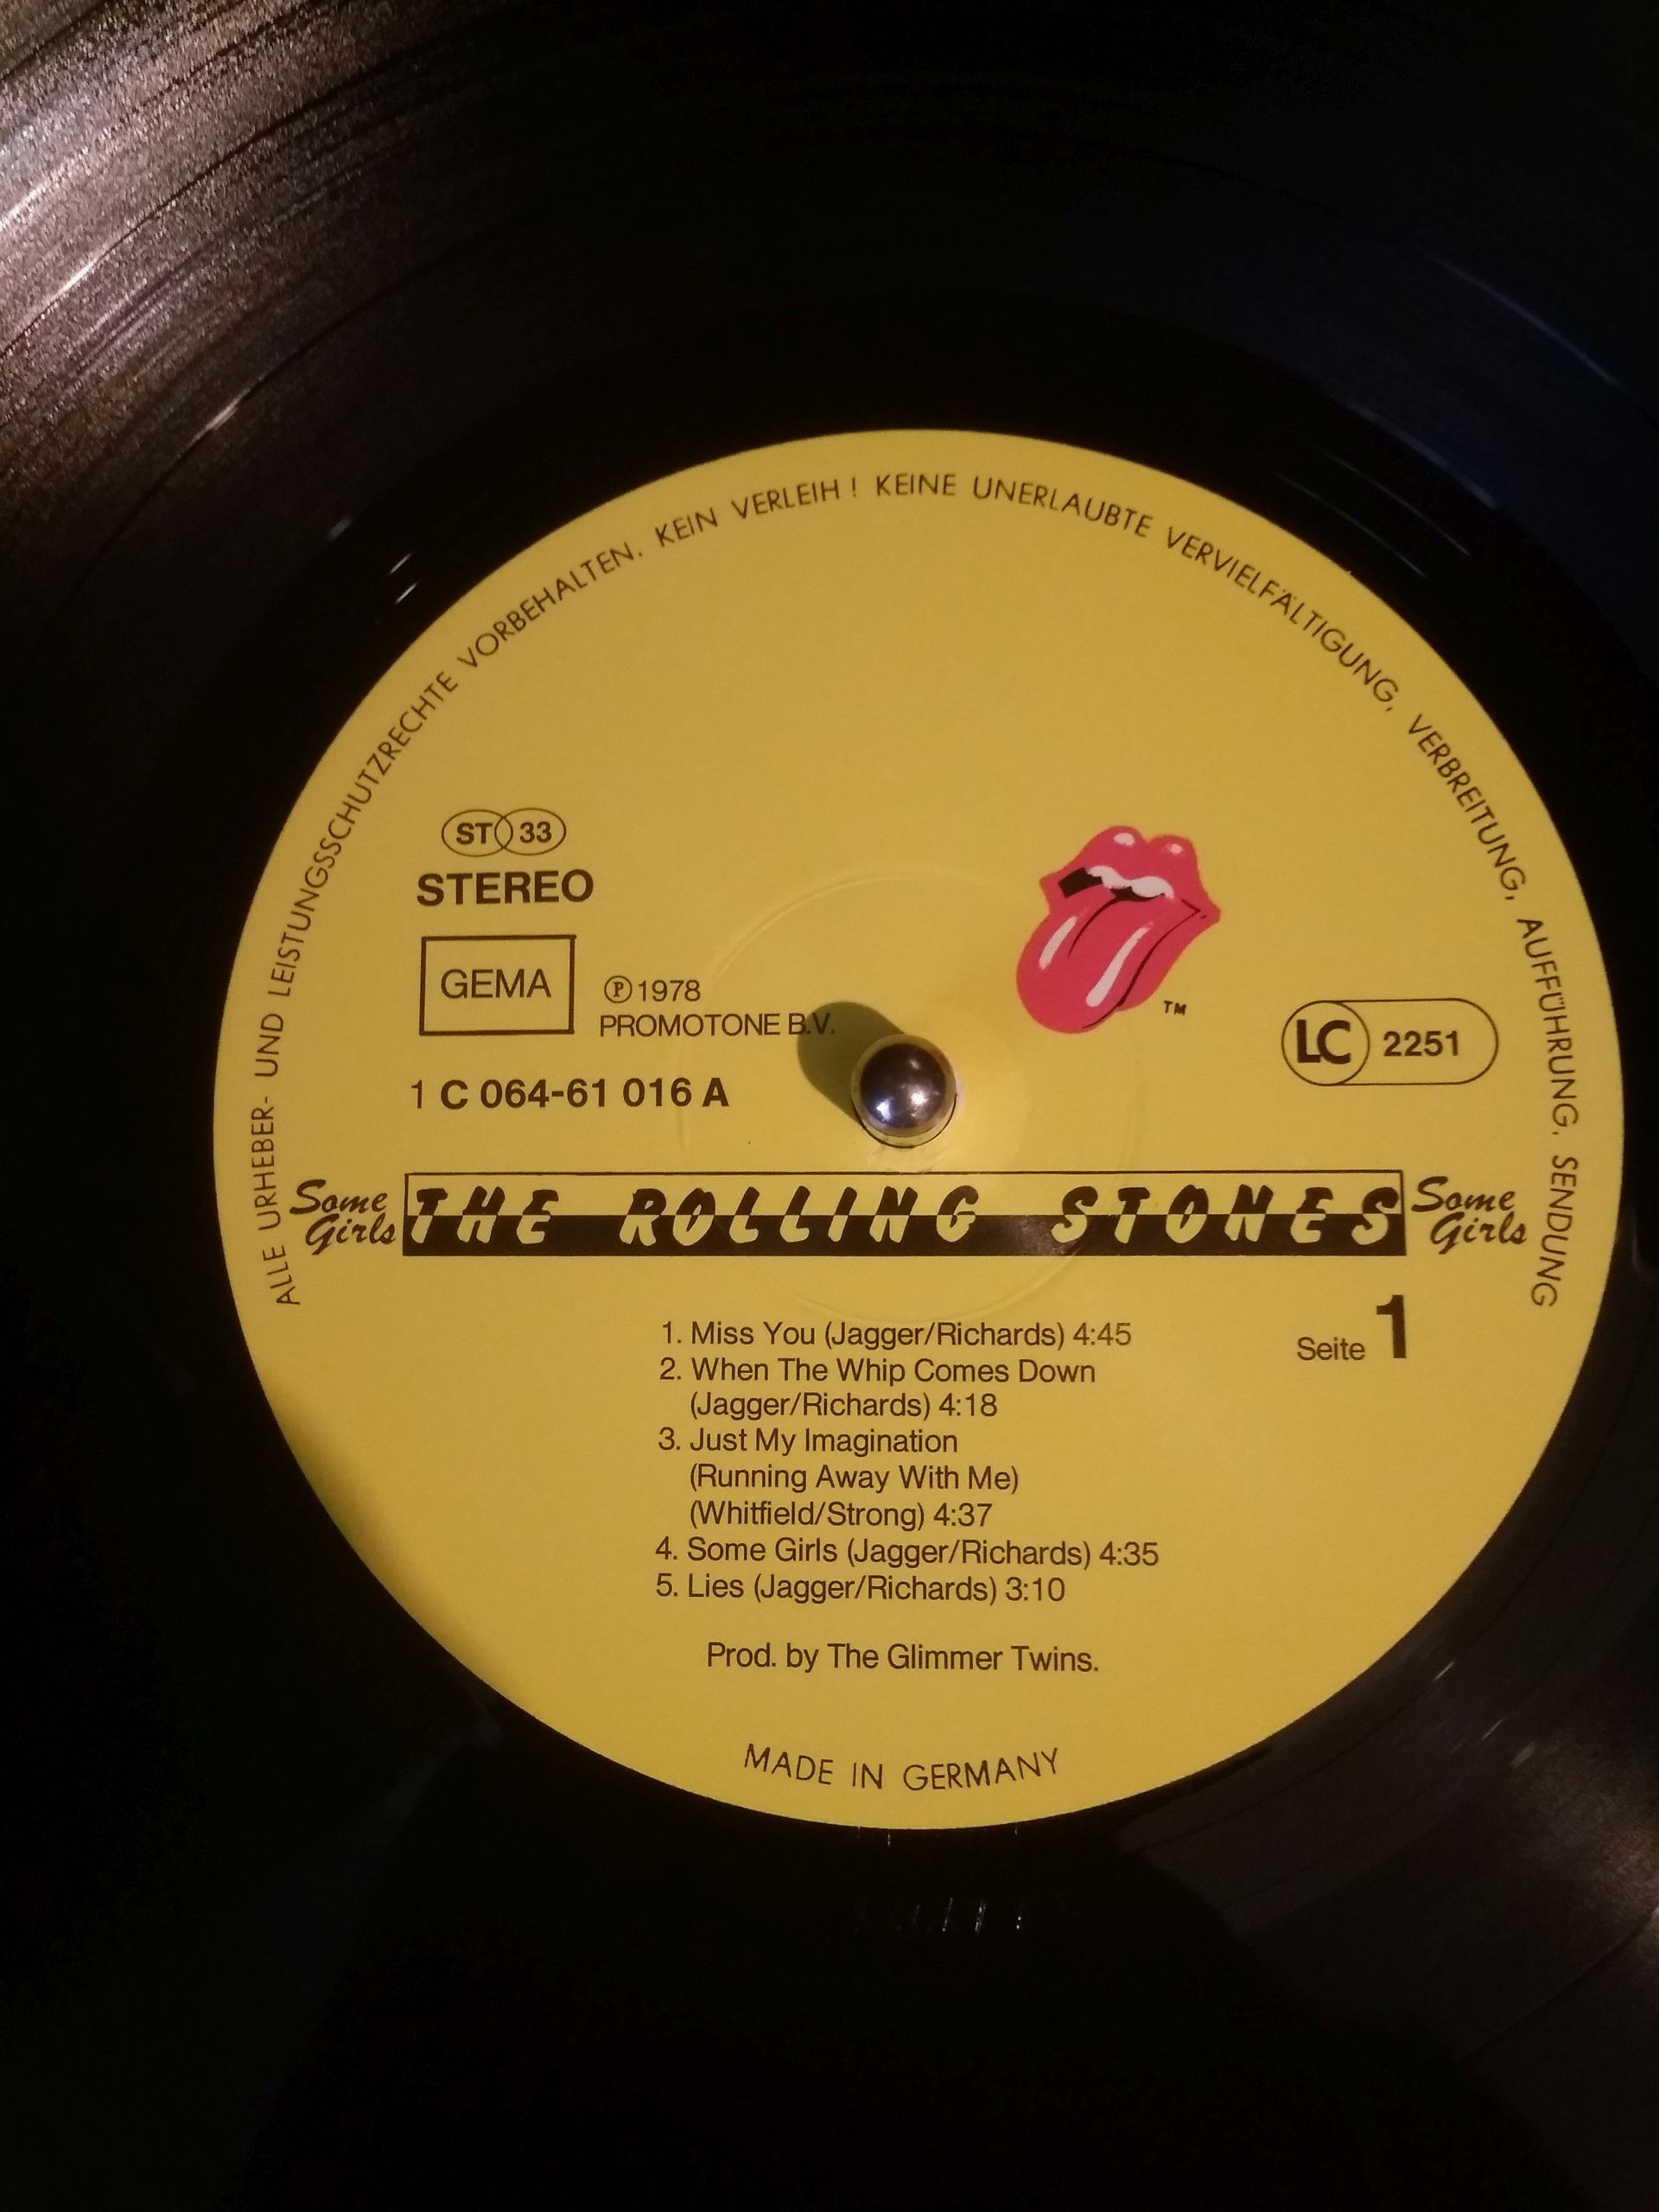 ALLE URHEBER- UND LEISTUNGSSCHUTZRECHTE VORBEHALTEN. KEIN VERLEIH! KEINE UNERLAUBTE VERVIELFÄLTIGUNG, VERBREITUNG, AUFFÜHRUNG, SENDUNG
ST 33
STEREO
GEMA
Ⓟ1978
PROMOTONE B.V.
TM
LC 2251
1 C 064-61 016 A
Some Girls
THE ROLLING STONES
Some Girls
Seite 1
1. Miss You (Jagger/Richards) 4:45
2. When The Whip Comes Down
(Jagger/Richards) 4:18
3. Just My Imagination
(Running Away With Me)
(Whitfield/Strong) 4:37
4. Some Girls (Jagger/Richards) 4:35
5. Lies (Jagger/Richards) 3:10
Prod. by The Glimmer Twins.
MADE IN GERMANY